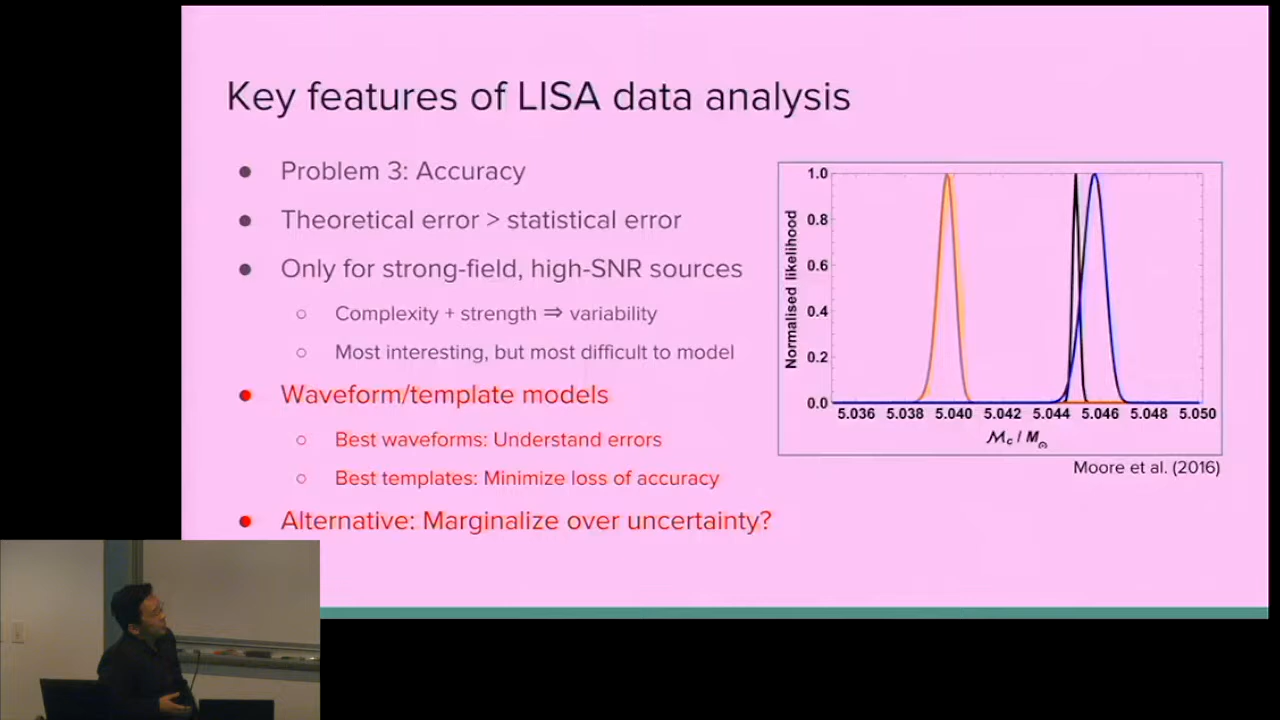 Key features of LISA data analysis
Problem 3: Accuracy
Theoretical error > statistical error
Only for strong-field, high-SNR sources
Complexity + strength ⇒ variability
Most interesting, but most difficult to model
Waveform/template models
Best waveforms: Understand errors
Best templates: Minimize loss of accuracy
Alternative: Marginalize over uncertainty?
Normalised likelihood
1.0
0.8
0.6
0.4
0.2
0.0
5.036 5.038 5.040 5.042 5.044 5.046 5.048 5.050
ℳc / M⊙
Moore et al. (2016)